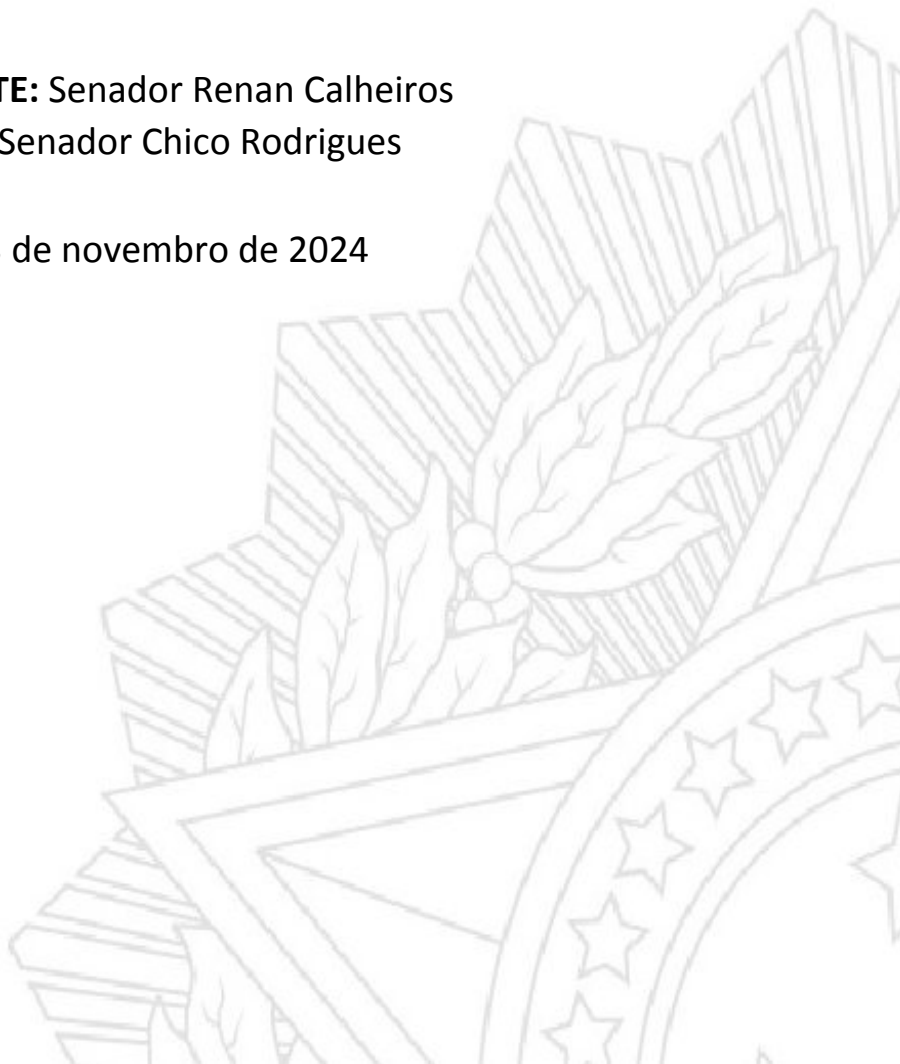 TE: Senador Renan Calheiros
Senador Chico Rodrigues
de novembro de 2024